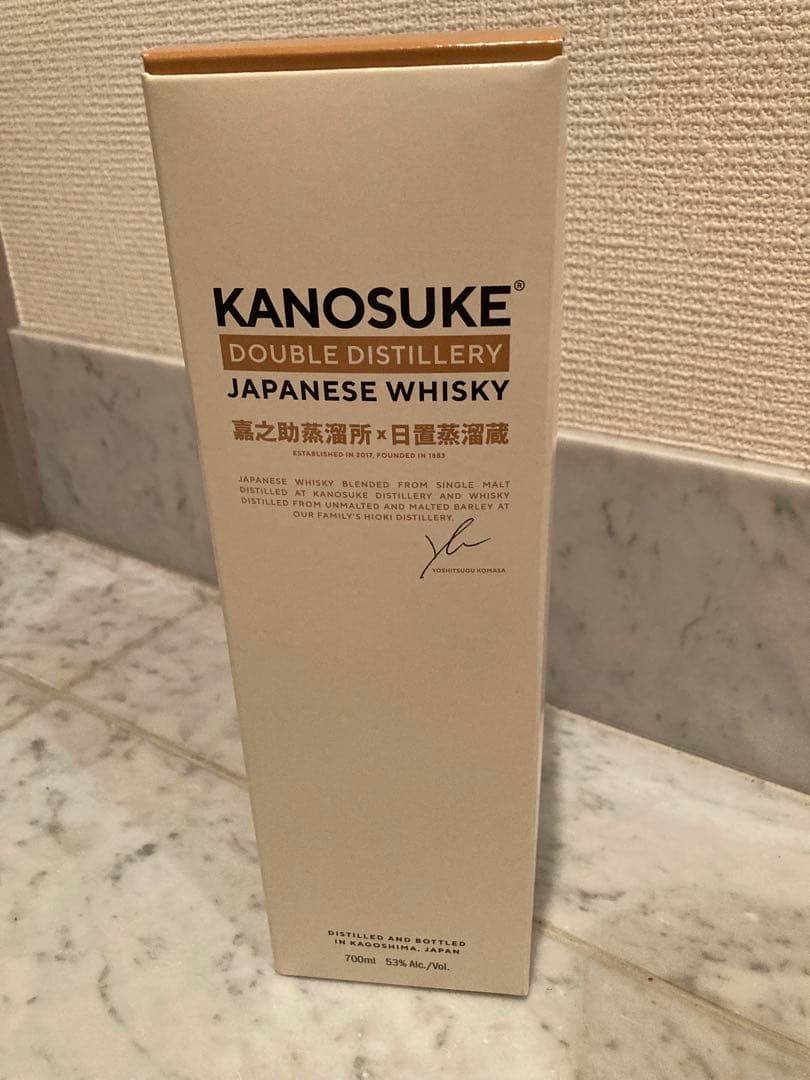 KANOSUKE®
DOUBLE DISTILLERY
JAPANESE WHISKY
嘉之助蒸溜所×日置蒸溜蔵
ESTABLISHED IN 2017, FOUNDED IN 1883
JAPANESE WHISKY BLENDED FROM SINGLE MALT
DISTILLED AT KANOSUKE DISTILLERY AND WHISKY
DISTILLED FROM UNMALTED AND MALTED BARLEY AT
OUR FAMILY'S HIOKI DISTILLERY.
YOSHITSUGU KOMASA
DISTILLED AND BOTTLED
IN KAGOSHIMA, JAPAN
700ml 53% Alc./Vol.